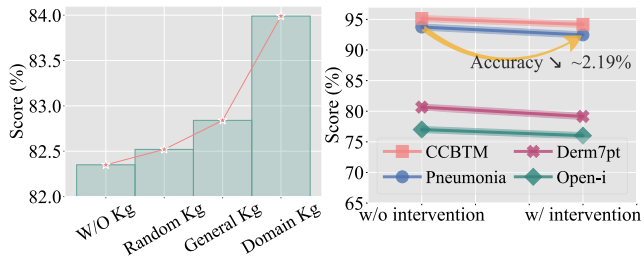 Score (%)
84.0
83.5
83.0
82.5
82.0
W/O Kg
Random Kg
General Kg
Domain Kg
Score (%)
95
90
85
80
75
70
65
Accuracy ↘ ~2.19%
CCBTM
Derm7pt
Pneumonia
Open-i
w/o intervention
w/ intervention